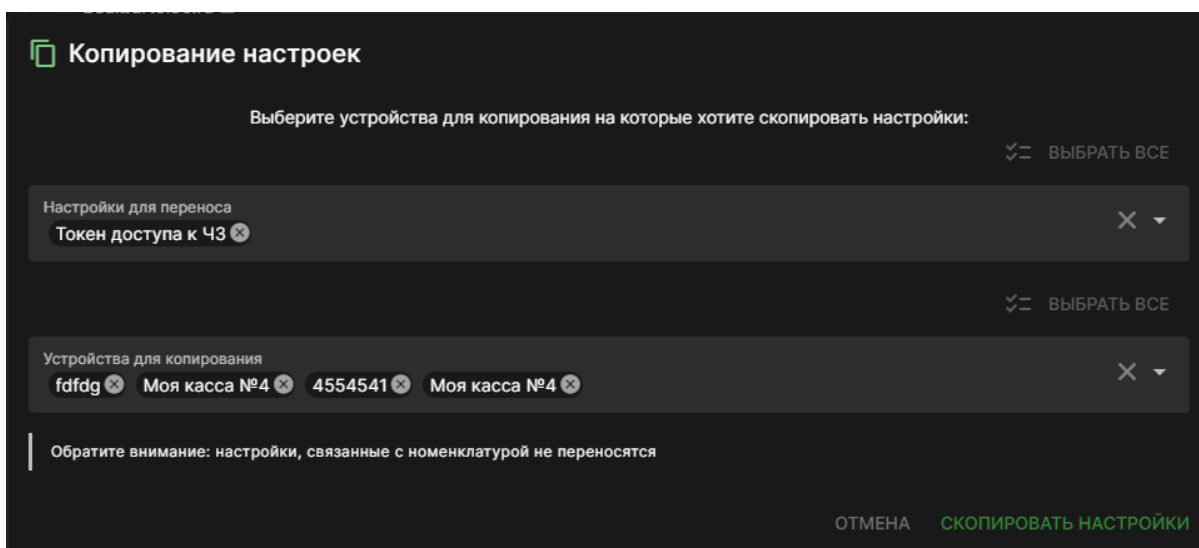 Копирование настроек
Выберите устройства для копирования на которые хотите скопировать настройки:
ВЫБРАТЬ ВСЕ
Настройки для переноса
Токен доступа к ЧЗ
ВЫБРАТЬ ВСЕ
Устройства для копирования
fdfdg Моя касса №4 4554541 Моя касса №4
Обратите внимание: настройки, связанные с номенклатурой не переносятся
ОТМЕНА СКОПИРОВАТЬ НАСТРОЙКИ